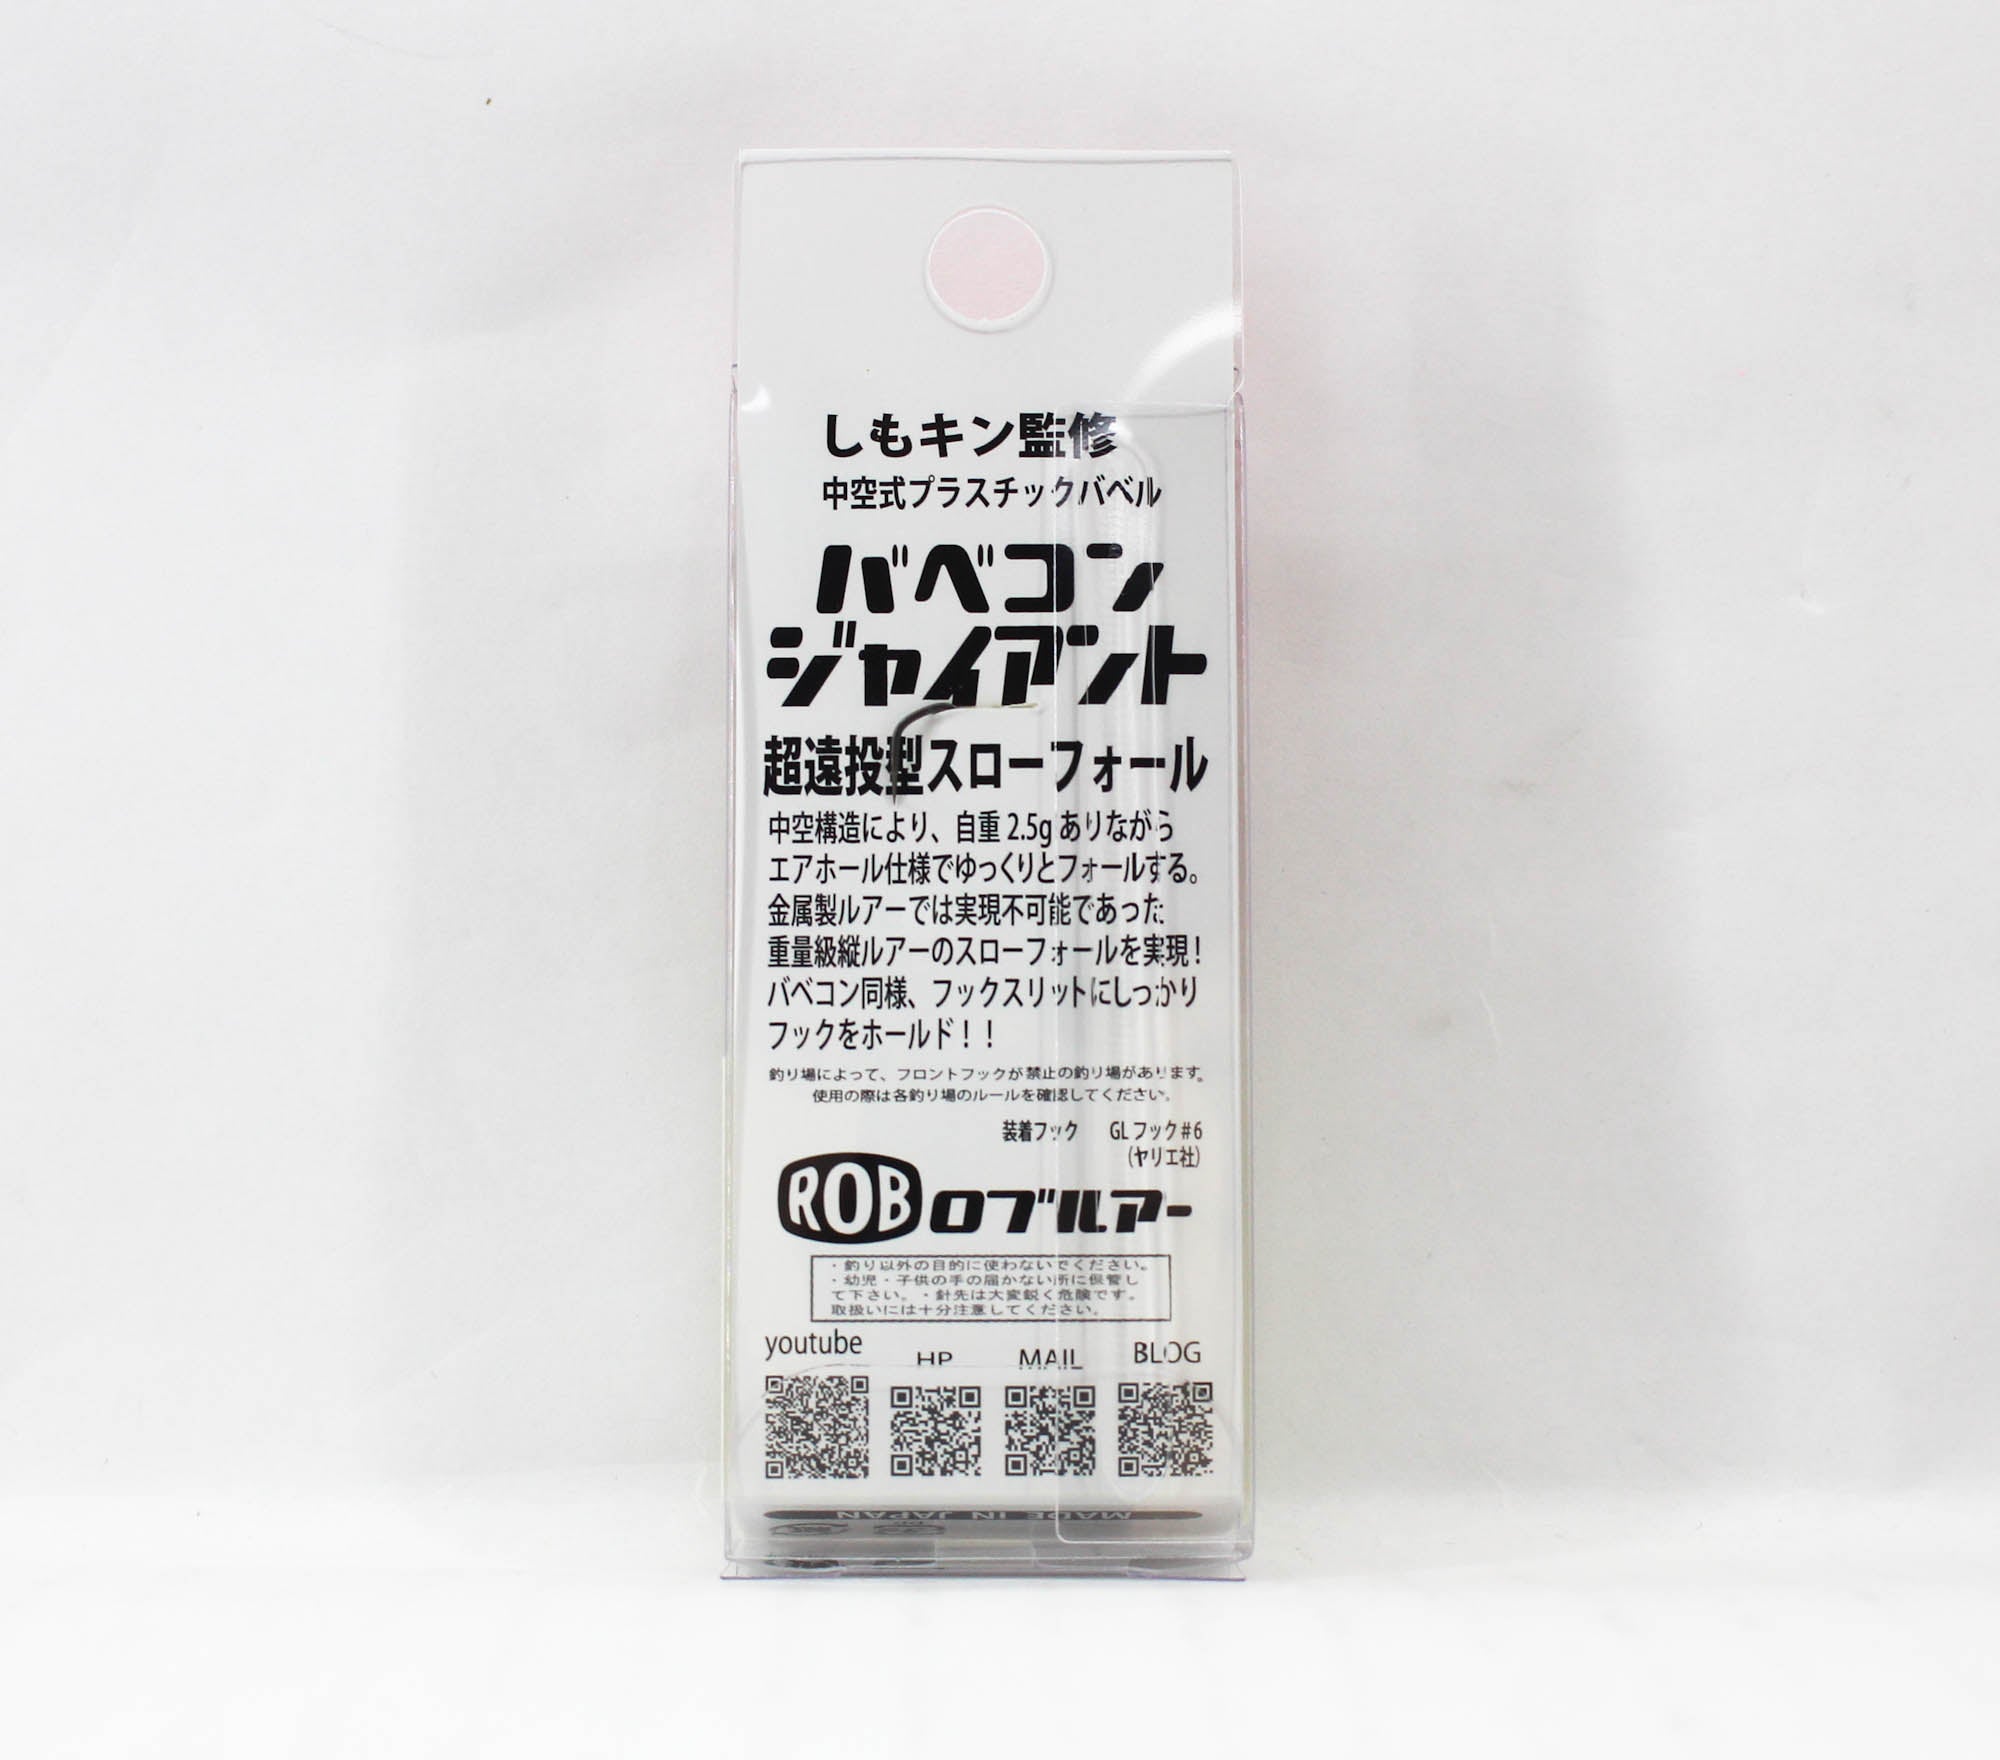 しもキン監修
中空式プラスチックバベル
バベコン
ジャイアント
超遠投型スローフォール
中空構造により、自重2.5gありながら
エアホール仕様でゆっくりとフォールする。
金属製ルアーでは実現不可能であった
重量級縦ルアーのスローフォールを実現！
バベコン同様、フックスリットにしっかり
フックをホールド！！
釣り場によって、フロントフックが禁止の釣り場があります。
使用の際は各釣り場のルールを確認してください。
装着フック GLフック#6
(ヤリエ社)
ROB ロブルアー
・釣り以外の目的に使わないでください。
・幼児・子供の手の届かない所に保管し
て下さい。・針先は大変鋭く危険です。
取扱いには十分注意してください。
youtube HP MAIL BLOG
MADE IN JAPAN